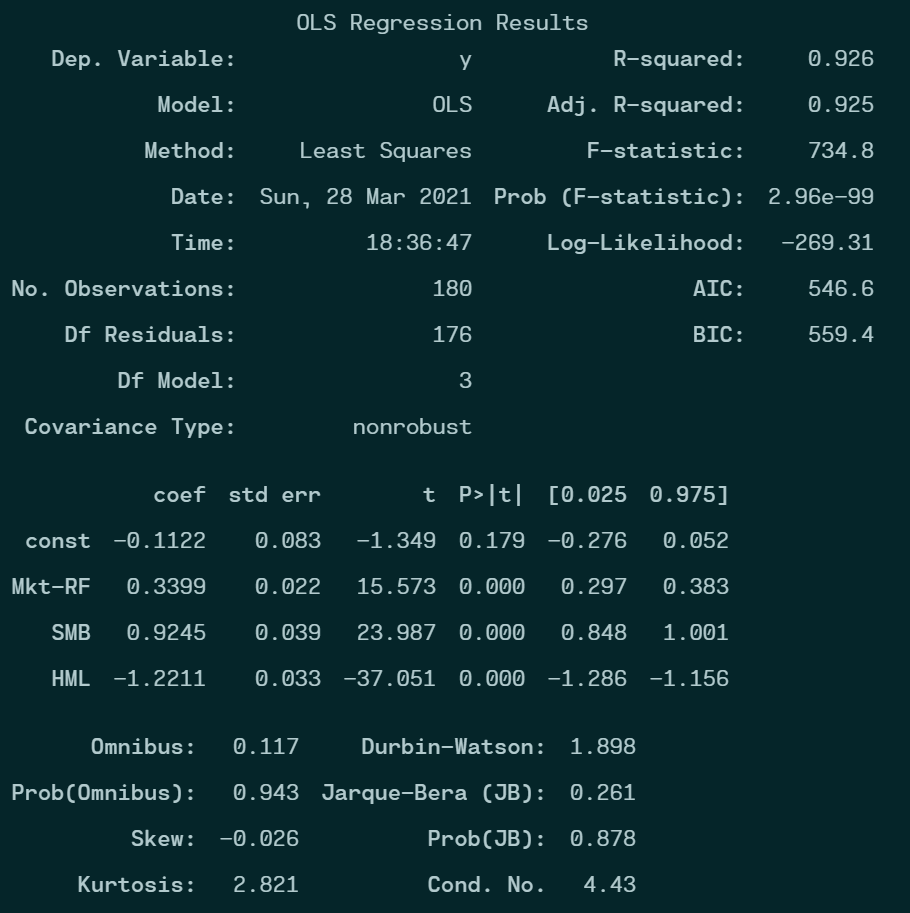 OLS Regression Results
Dep. Variable: y R-squared: 0.926
Model: OLS Adj. R-squared: 0.925
Method: Least Squares F-statistic: 734.8
Date: Sun, 28 Mar 2021 Prob (F-statistic): 2.96e-99
Time: 18:36:47 Log-Likelihood: -269.31
No. Observations: 180 AIC: 546.6
Df Residuals: 176 BIC: 559.4
Df Model: 3
Covariance Type: nonrobust
coef std err t P>|t| [0.025 0.975]
const -0.1122 0.083 -1.349 0.179 -0.276 0.052
Mkt-RF 0.3399 0.022 15.573 0.000 0.297 0.383
SMB 0.9245 0.039 23.987 0.000 0.848 1.001
HML -1.2211 0.033 -37.051 0.000 -1.286 -1.156
Omnibus: 0.117 Durbin-Watson: 1.898
Prob(Omnibus): 0.943 Jarque-Bera (JB): 0.261
Skew: -0.026 Prob(JB): 0.878
Kurtosis: 2.821 Cond. No. 4.43